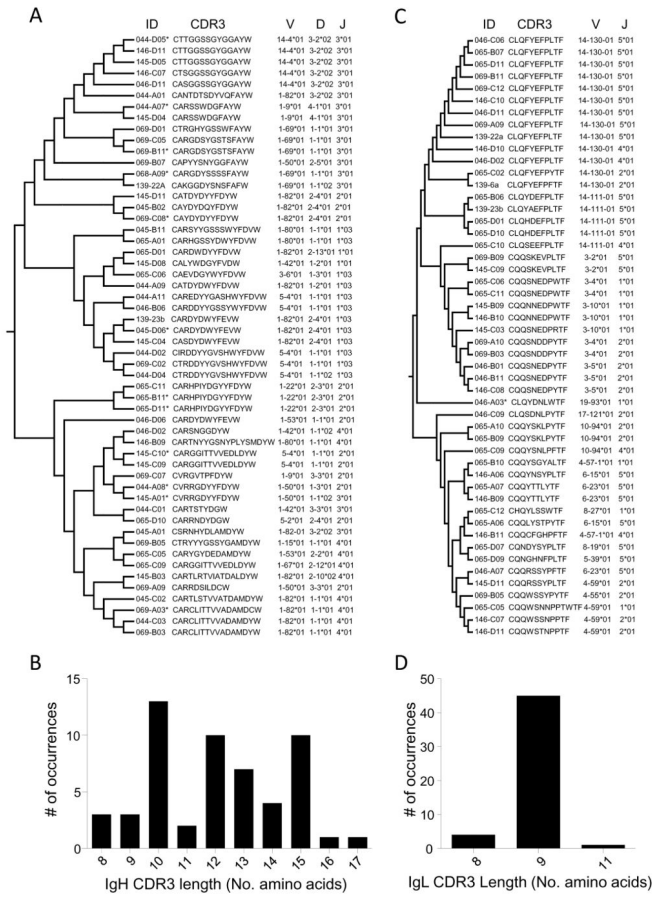 A
ID CDR3 V D J
044-D05* CTTGGSSGYGGAYW 14-4*01 3-2*02 3*01
146-D11 CTTGGSSGYGGAYW 14-4*01 3-2*02 3*01
145-D05 CTTGGSSGYGGAYW 14-4*01 3-2*02 3*01
146-C07 CTSGGSSGYGGAYW 14-4*01 3-2*02 3*01
046-D11 CASGGSSGYGGAYW 14-4*01 3-2*02 3*01
044-A01 CANTDTSDYVQFAYW 1-82*01 3-2*02 3*01
044-A07* CARSSWDGFAYW 1-9*01 4-1*01 3*01
145-D04 CARSSWDGFAYW 1-9*01 4-1*01 3*01
069-D01 CTRGHYGSSWFAYW 1-69*01 1-1*01 3*01
069-C05 CARGDSYGSTSFAYW 1-69*01 1-1*01 3*01
069-B11* CARGDSYGSTSFAYW 1-69*01 1-1*01 3*01
069-B07 CAPYYSNYGGFAYW 1-50*01 2-5*01 3*01
068-A09* CARGDYSSSSFAYW 1-69*01 1-1*01 3*01
139-22A CAKGGDYSNSFAFW 1-69*01 1-1*02 3*01
145-D11 CATDYDYYFDYW 1-82*01 2-4*01 2*01
045-B02 CAYDYDYYFDYW 1-82*01 2-4*01 2*01
069-C08* CAYDYDYYFDYW 1-82*01 2-4*01 2*01
045-B11 CARSYYGSSSWYFDVW 1-80*01 1-1*01 1*03
065-A01 CARHGSSYDWYFDVW 1-80*01 1-1*01 1*03
065-D01 CARDWDYYFDVW 1-82*01 2-13*01 1*01
145-D08 CALYWDGYFVDW 1-42*01 1-2*01 1*01
065-C06 CAEVDGYWYFDVW 3-6*01 1-3*01 1*03
044-A09 CATDYDWYFDVW 1-82*01 1-2*01 1*01
044-A11 CAREDYYGASHWYFDVW 5-4*01 1-1*01 1*03
046-B06 CARDDYYGSSYWYFDVW 5-4*01 1-1*01 1*03
139-23b CARDYDWYFEVW 1-82*01 2-4*01 1*03
045-D06* CARDYDWYFEVW 1-82*01 2-4*01 1*03
145-C04 CASDYDWYFDVW 1-82*01 2-4*01 1*03
044-D02 CIRDDYYGVSHWYFDVW 5-4*01 1-1*01 1*03
069-C02 CTRDDYYGVSHWYFDVW 5-4*01 1-1*01 1*03
044-D04 CTRDDYYGVSHWYFDVW 5-4*01 1-1*02 1*03
065-C11 CARHPIYDGYYFDYW 1-22*01 2-3*01 2*01
065-B11* CARHPIYDGYYFDYW 1-22*01 2-3*01 2*01
065-D11* CARHPIYDGYYFDYW 1-22*01 2-3*01 2*01
046-D06 CARDYDWYFEVW 1-53*01 1-1*01 2*01
046-D02 CARSNGGDYW 1-42*01 1-1*02 4*01
146-B09 CARTNYYGSNYPLYSMDYW 1-80*01 1-1*01 4*01
145-C10* CARGGITTVVEDLDYW 5-4*01 1-1*01 2*01
145-C09 CARGGITTVVEDLDYW 5-4*01 1-1*01 2*01
069-C07 CVRGVTPFDYW 1-9*01 3-3*01 2*01
044-A08* CVRRGDYYFDYW 1-50*01 1-3*01 2*01
145-A01* CVRRGDYYFDYW 1-50*01 1-1*02 3*01
044-C01 CARTSTYDGW 1-42*01 3-3*01 3*01
065-D10 CARRNDYDGW 5-2*01 2-4*01 2*01
045-A01 CSRNHYDLAMDYW 1-82-01 3-2*02 3*01
069-B05 CTRYYYGSSYGAMDYW 1-15*01 1-1*01 4*01
065-C05 CARYGYDEDAMDYW 1-53*01 2-2*01 4*01
065-C09 CARGGITTVVEDLDYW 1-67*01 2-12*01 4*01
145-B03 CARTLRTVIATDALDYW 1-82*01 2-10*02 4*01
069-A09 CARRDSILDCW 1-50*01 3-3*01 2*01
045-C02 CARTLSTVVATDAMDYW 1-82*01 1-1*01 4*01
069-A03* CARCLITTVVADAMDCW 1-82*01 1-1*01 4*01
044-C03 CARCLITTVVADAMDYW 1-82*01 1-1*01 4*01
069-B03 CARCLITTVVADAMDYW 1-82*01 1-1*01 4*01
B
# of occurrences
15
10
5
0
8 9 10 11 12 13 14 15 16 17
IgH CDR3 length (No. amino acids)
C
ID CDR3 V J
046-C06 CLQFYEFPLTF 14-130-01 5*01
065-B07 CLQFYEFPLTF 14-130-01 5*01
065-D11 CLQFYEFPLTF 14-130-01 5*01
069-B11 CLQFYEFPLTF 14-130-01 5*01
069-C12 CLQFYEFPLTF 14-130-01 5*01
146-C10 CLQFYEFPLTF 14-130-01 5*01
046-D11 CLQFYEFPLTF 14-130-01 5*01
069-A09 CLQFYEFPLTF 14-130-01 5*01
139-22a CLQFYEFPLTF 14-130-01 5*01
146-D10 CLQFYEFPLTF 14-130-01 4*01
046-D02 CLQFYEFPLTF 14-130-01 4*01
065-C02 CLQFYEFPYTF 14-130-01 2*01
139-6a CLQFYEFPFTF 14-130-01 2*01
065-B06 CLQYDEFPLTF 14-111-01 5*01
139-23b CLQYAEFPLTF 14-111-01 5*01
065-D01 CLQHDEFPLTF 14-111-01 5*01
065-D10 CLQHDEFPLTF 14-111-01 5*01
065-C10 CLQSEEFPLTF 14-111-01 4*01
069-B09 CQQSKEVPLTF 3-2*01 5*01
145-C09 CQQSKEVPLTF 3-2*01 5*01
065-C06 CQQSNEDPWTF 3-4*01 1*01
065-C11 CQQSNEDPWTF 3-4*01 1*01
145-B09 CQQNNEDPWTF 3-10*01 1*01
146-B10 CQQNNEDPWTF 3-10*01 1*01
145-C03 CQQSNEDPRTF 3-10*01 1*01
069-A10 CQQSNDDPYTF 3-4*01 2*01
069-B03 CQQSNDDPYTF 3-4*01 2*01
046-B01 CQQSNEDPYTF 3-5*01 2*01
046-B11 CQQSNEDPYTF 3-5*01 2*01
146-C08 CQQSNEDPYTF 3-5*01 2*01
046-A03* CLQYDNLWTF 19-93*01 1*01
046-C09 CLQSDNLPYTF 17-121*01 2*01
065-A10 CQQYSKLPYTF 10-94*01 2*01
065-B09 CQQYSKLPYTF 10-94*01 2*01
065-C09 CQQYSNLPFTF 10-94*01 4*01
065-B10 CQQYSGYALTF 4-57-1*01 1*01
146-A06 CQQYNSYPLTF 6-15*01 5*01
065-A07 CQQYTTLYTF 6-23*01 5*01
146-B09 CQQYTTLYTF 6-23*01 5*01
065-C12 CHQYLSSWTF 8-27*01 1*01
065-A06 CQQLYSTPYTF 6-15*01 5*01
146-B11 CQQCFGHPFTF 4-57-1*01 4*01
065-D07 CQNDYSYPLTF 8-19*01 5*01
065-D09 CQNGHNFPLTF 5-39*01 5*01
046-A07 CQQRSSYPFTF 6-23*01 5*01
145-D11 CQQRSSYPLTF 4-59*01 2*01
069-B05 CQQWSSYPYTF 4-55*01 2*01
065-C05 CQQWSNNPPTWTF 4-59*01 1*01
146-C07 CQQWSSNPPTF 4-59*01 2*01
146-D11 CQQWSTNPPTF 4-59*01 2*01
D
# of occurrences
60
40
20
0
8 9 11
IgL CDR3 Length (No. amino acids)